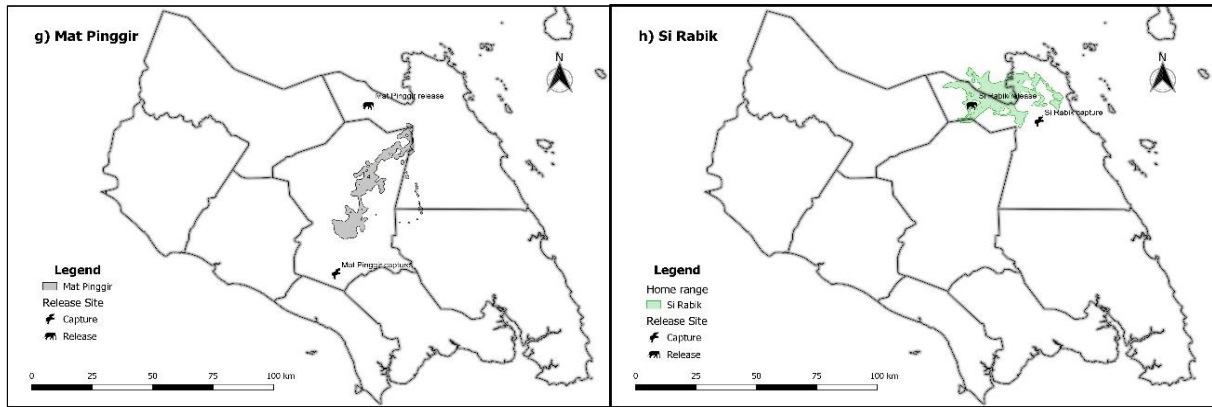 g) Mat Pinggir
N
Mat Pinggir release
Mat Pinggir capture
Legend
Mat Pinggir
Release Site
Capture
Release
0 25 50 75 100 km
h) Si Rabik
N
Si Rabik release
Si Rabik capture
Legend
Home range
Si Rabik
Release Site
Capture
Release
0 25 50 75 100 km